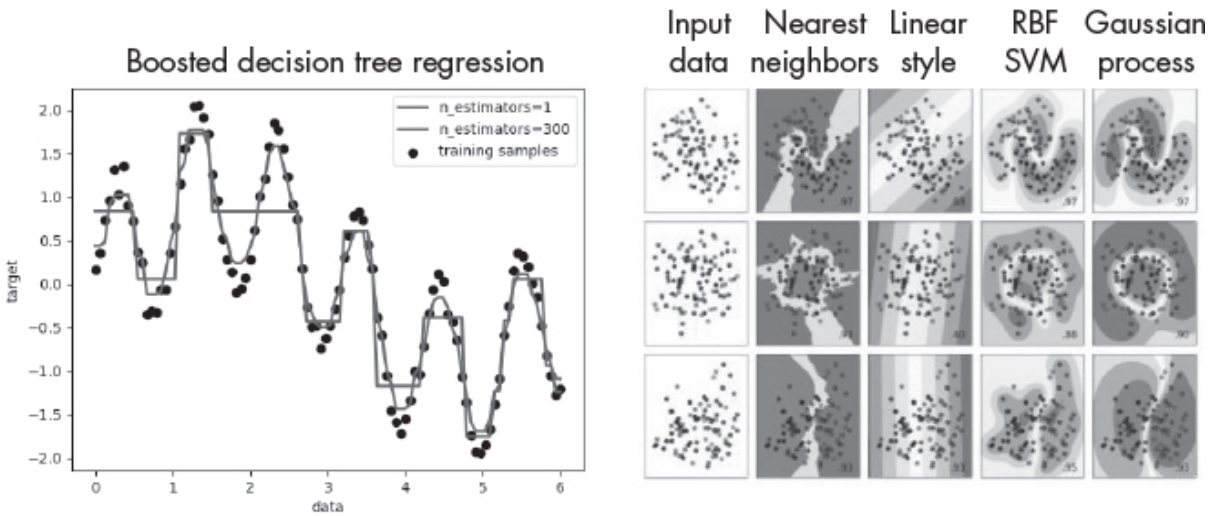 Boosted decision tree regression
n_estimators=1
n_estimators=300
training samples
2.0
1.5
1.0
0.5
0.0
−0.5
−1.0
−1.5
−2.0
target
0 1 2 3 4 5 6
data
Input data
Nearest neighbors
Linear style
RBF SVM
Gaussian process
.97 .97 .97
.88 .90
.93 .93 .95 .93